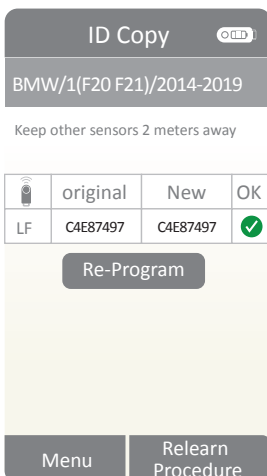 ID Copy
BMW/1(F20 F21)/2014-2019
Keep other sensors 2 meters away
original New OK
LF C4E87497 C4E87497
Re-Program
Menu
Relearn
Procedure